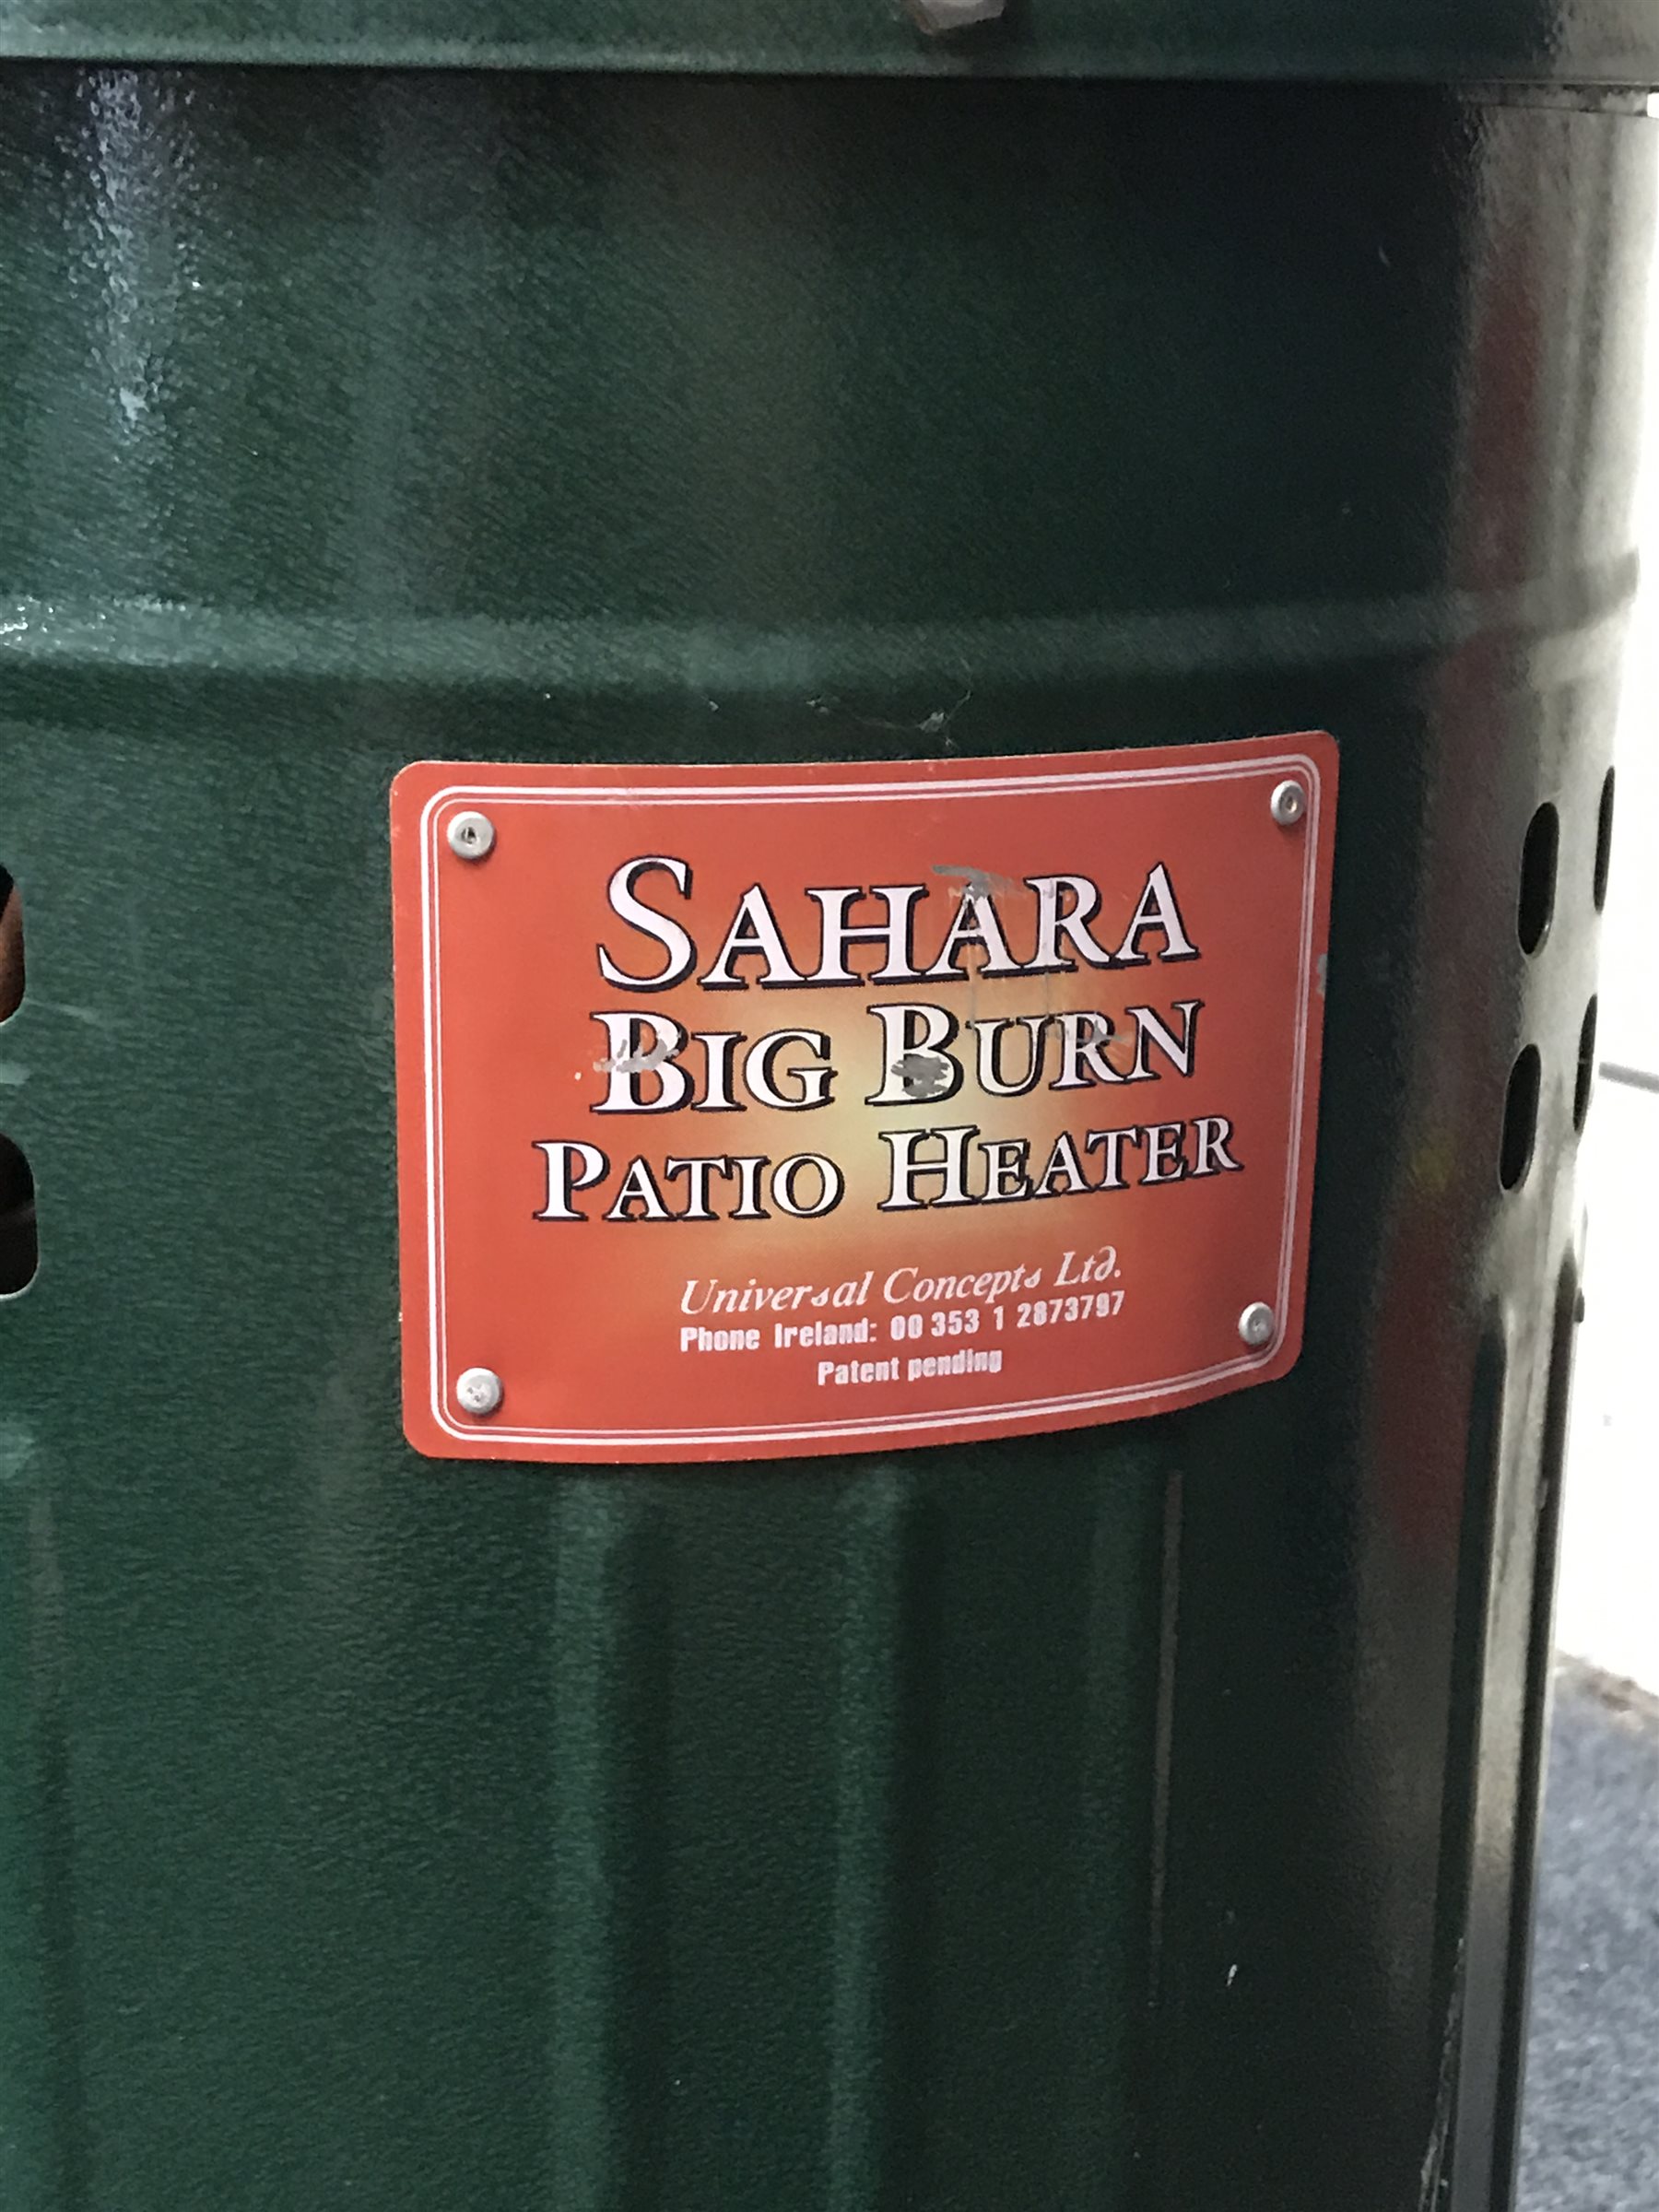 SAHARA
BIG BURN
PATIO HEATER
Universal Concepts Ltd.
Phone Ireland: 00 353 1 2873797
Patent pending